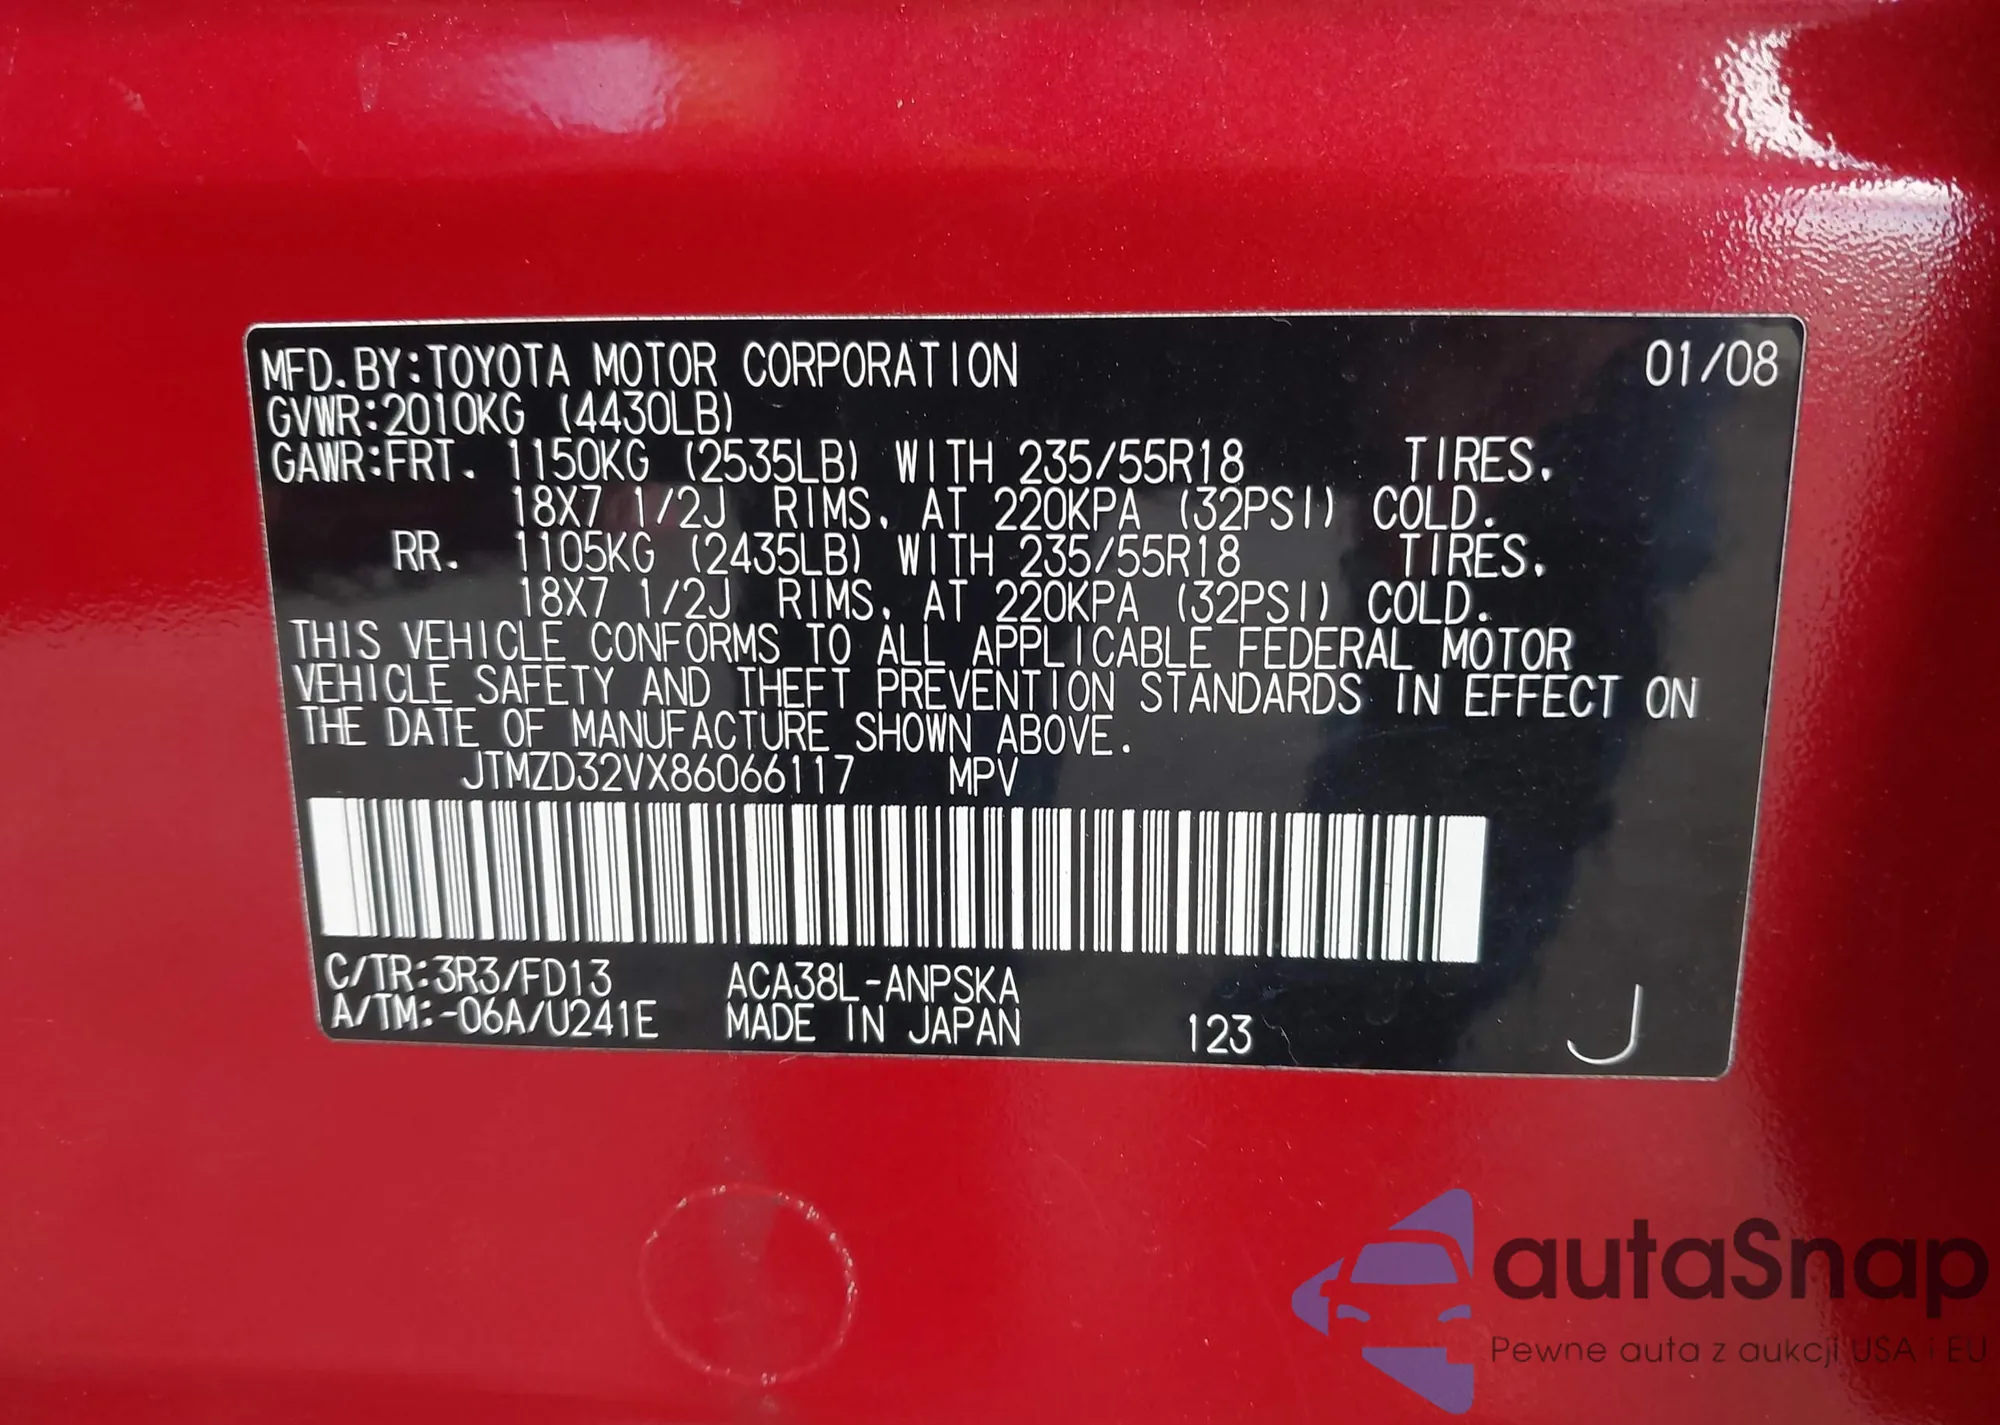 MFD.BY:TOYOTA MOTOR CORPORATION 01/08
GVWR:2010KG (4430LB)
GAWR:FRT. 1150KG (2535LB) WITH 235/55R18 TIRES,
18X7 1/2J RIMS, AT 220KPA (32PSI) COLD.
RR. 1105KG (2435LB) WITH 235/55R18 TIRES,
18X7 1/2J RIMS, AT 220KPA (32PSI) COLD.
THIS VEHICLE CONFORMS TO ALL APPLICABLE FEDERAL MOTOR
VEHICLE SAFETY AND THEFT PREVENTION STANDARDS IN EFFECT ON
THE DATE OF MANUFACTURE SHOWN ABOVE.
JTMZD32VX86066117 MPV
C/TR:3R3/FD13 ACA38L-ANPSKA
A/TM:-06A/U241E MADE IN JAPAN 123 J
autaSnap
Pewne auta z aukcji USA i EU